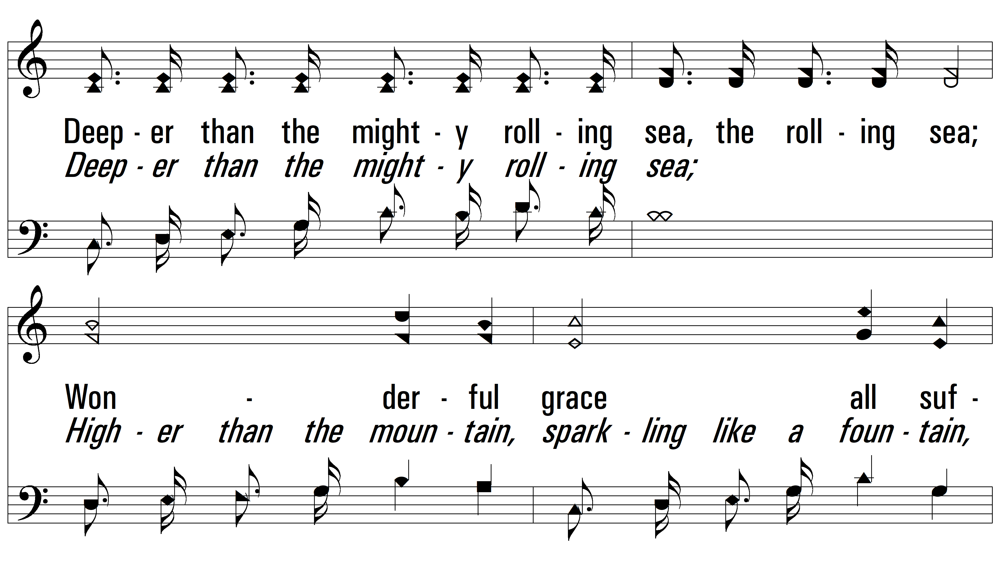 Deep - er than the might - y roll - ing sea, the roll - ing sea;
Deep - er than the might - y roll - ing sea;
Won - der - ful grace all suf -
High - er than the moun - tain, spark - ling like a foun - tain,